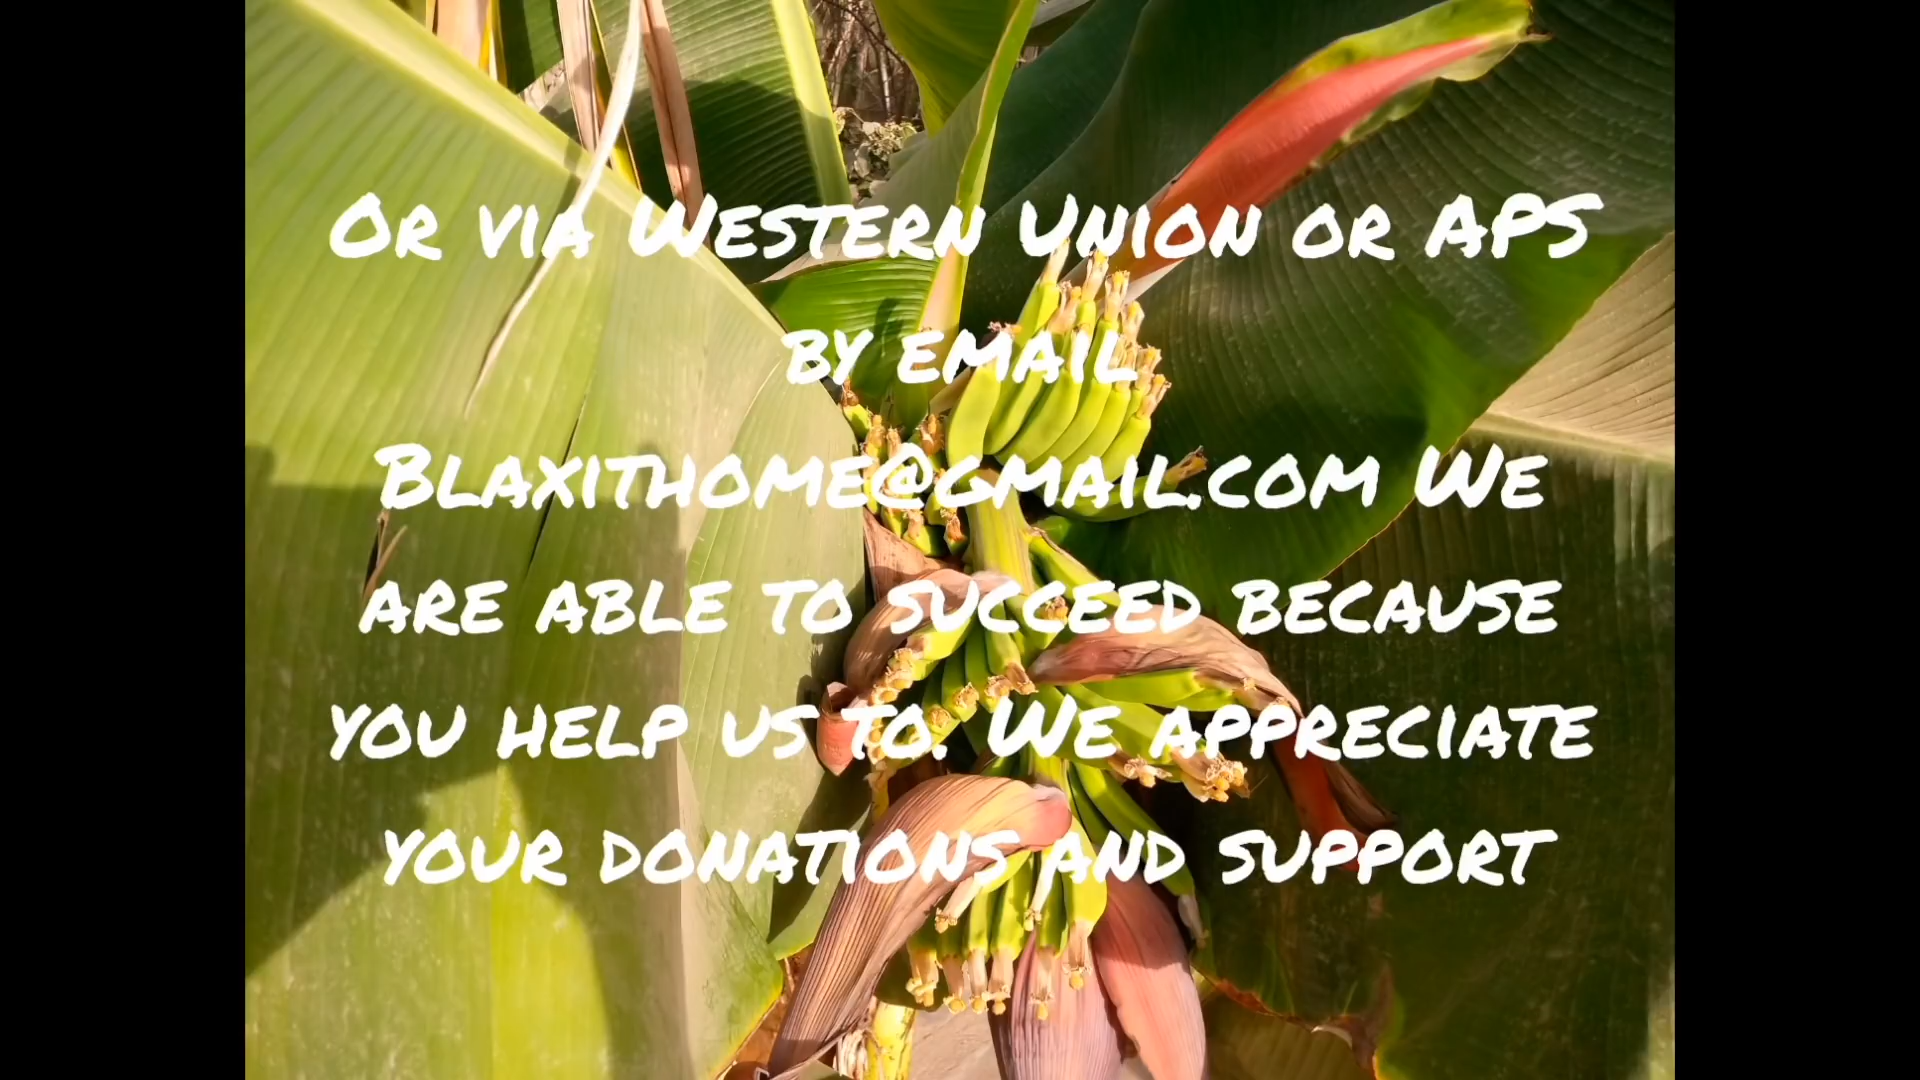 Or via Western Union or APS
by email
Blaxithome@gmail.com We
are able to succeed because
you help us to. We appreciate
your donations and support